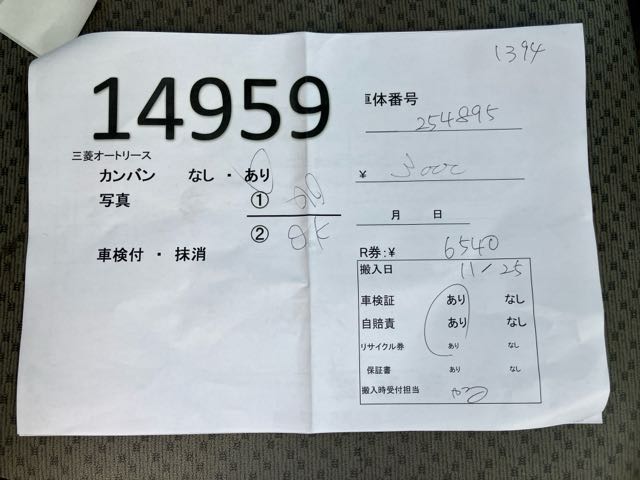 1394
14959
車体番号
254895
三菱オートリース
カンバン なし ・ あり
¥ 3000
写真 ①
月 日
② OK
車検付 ・ 抹消
R券:¥ 6540
搬入日 11/25
車検証 あり なし
自賠責 あり なし
リサイクル券 あり なし
保証書 あり なし
搬入時受付担当